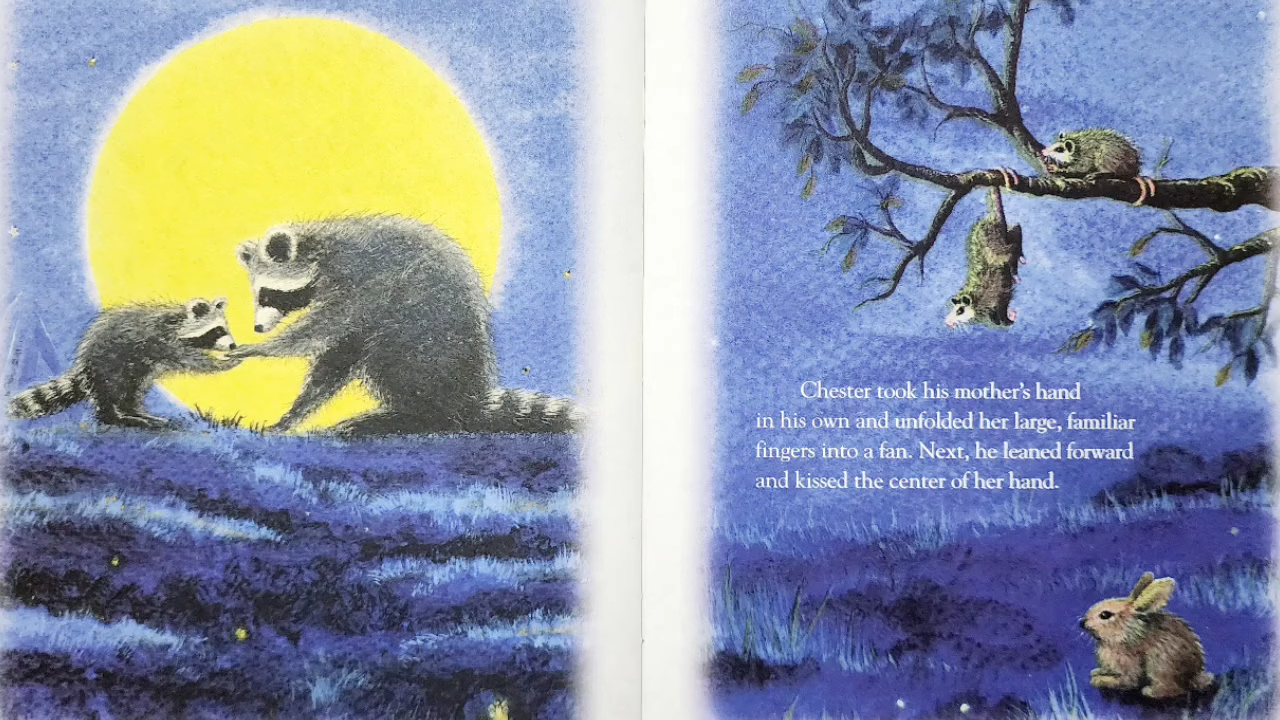 Chester took his mother's hand
in his own and unfolded her large, familiar
fingers into a fan. Next, he leaned forward
and kissed the center of her hand.